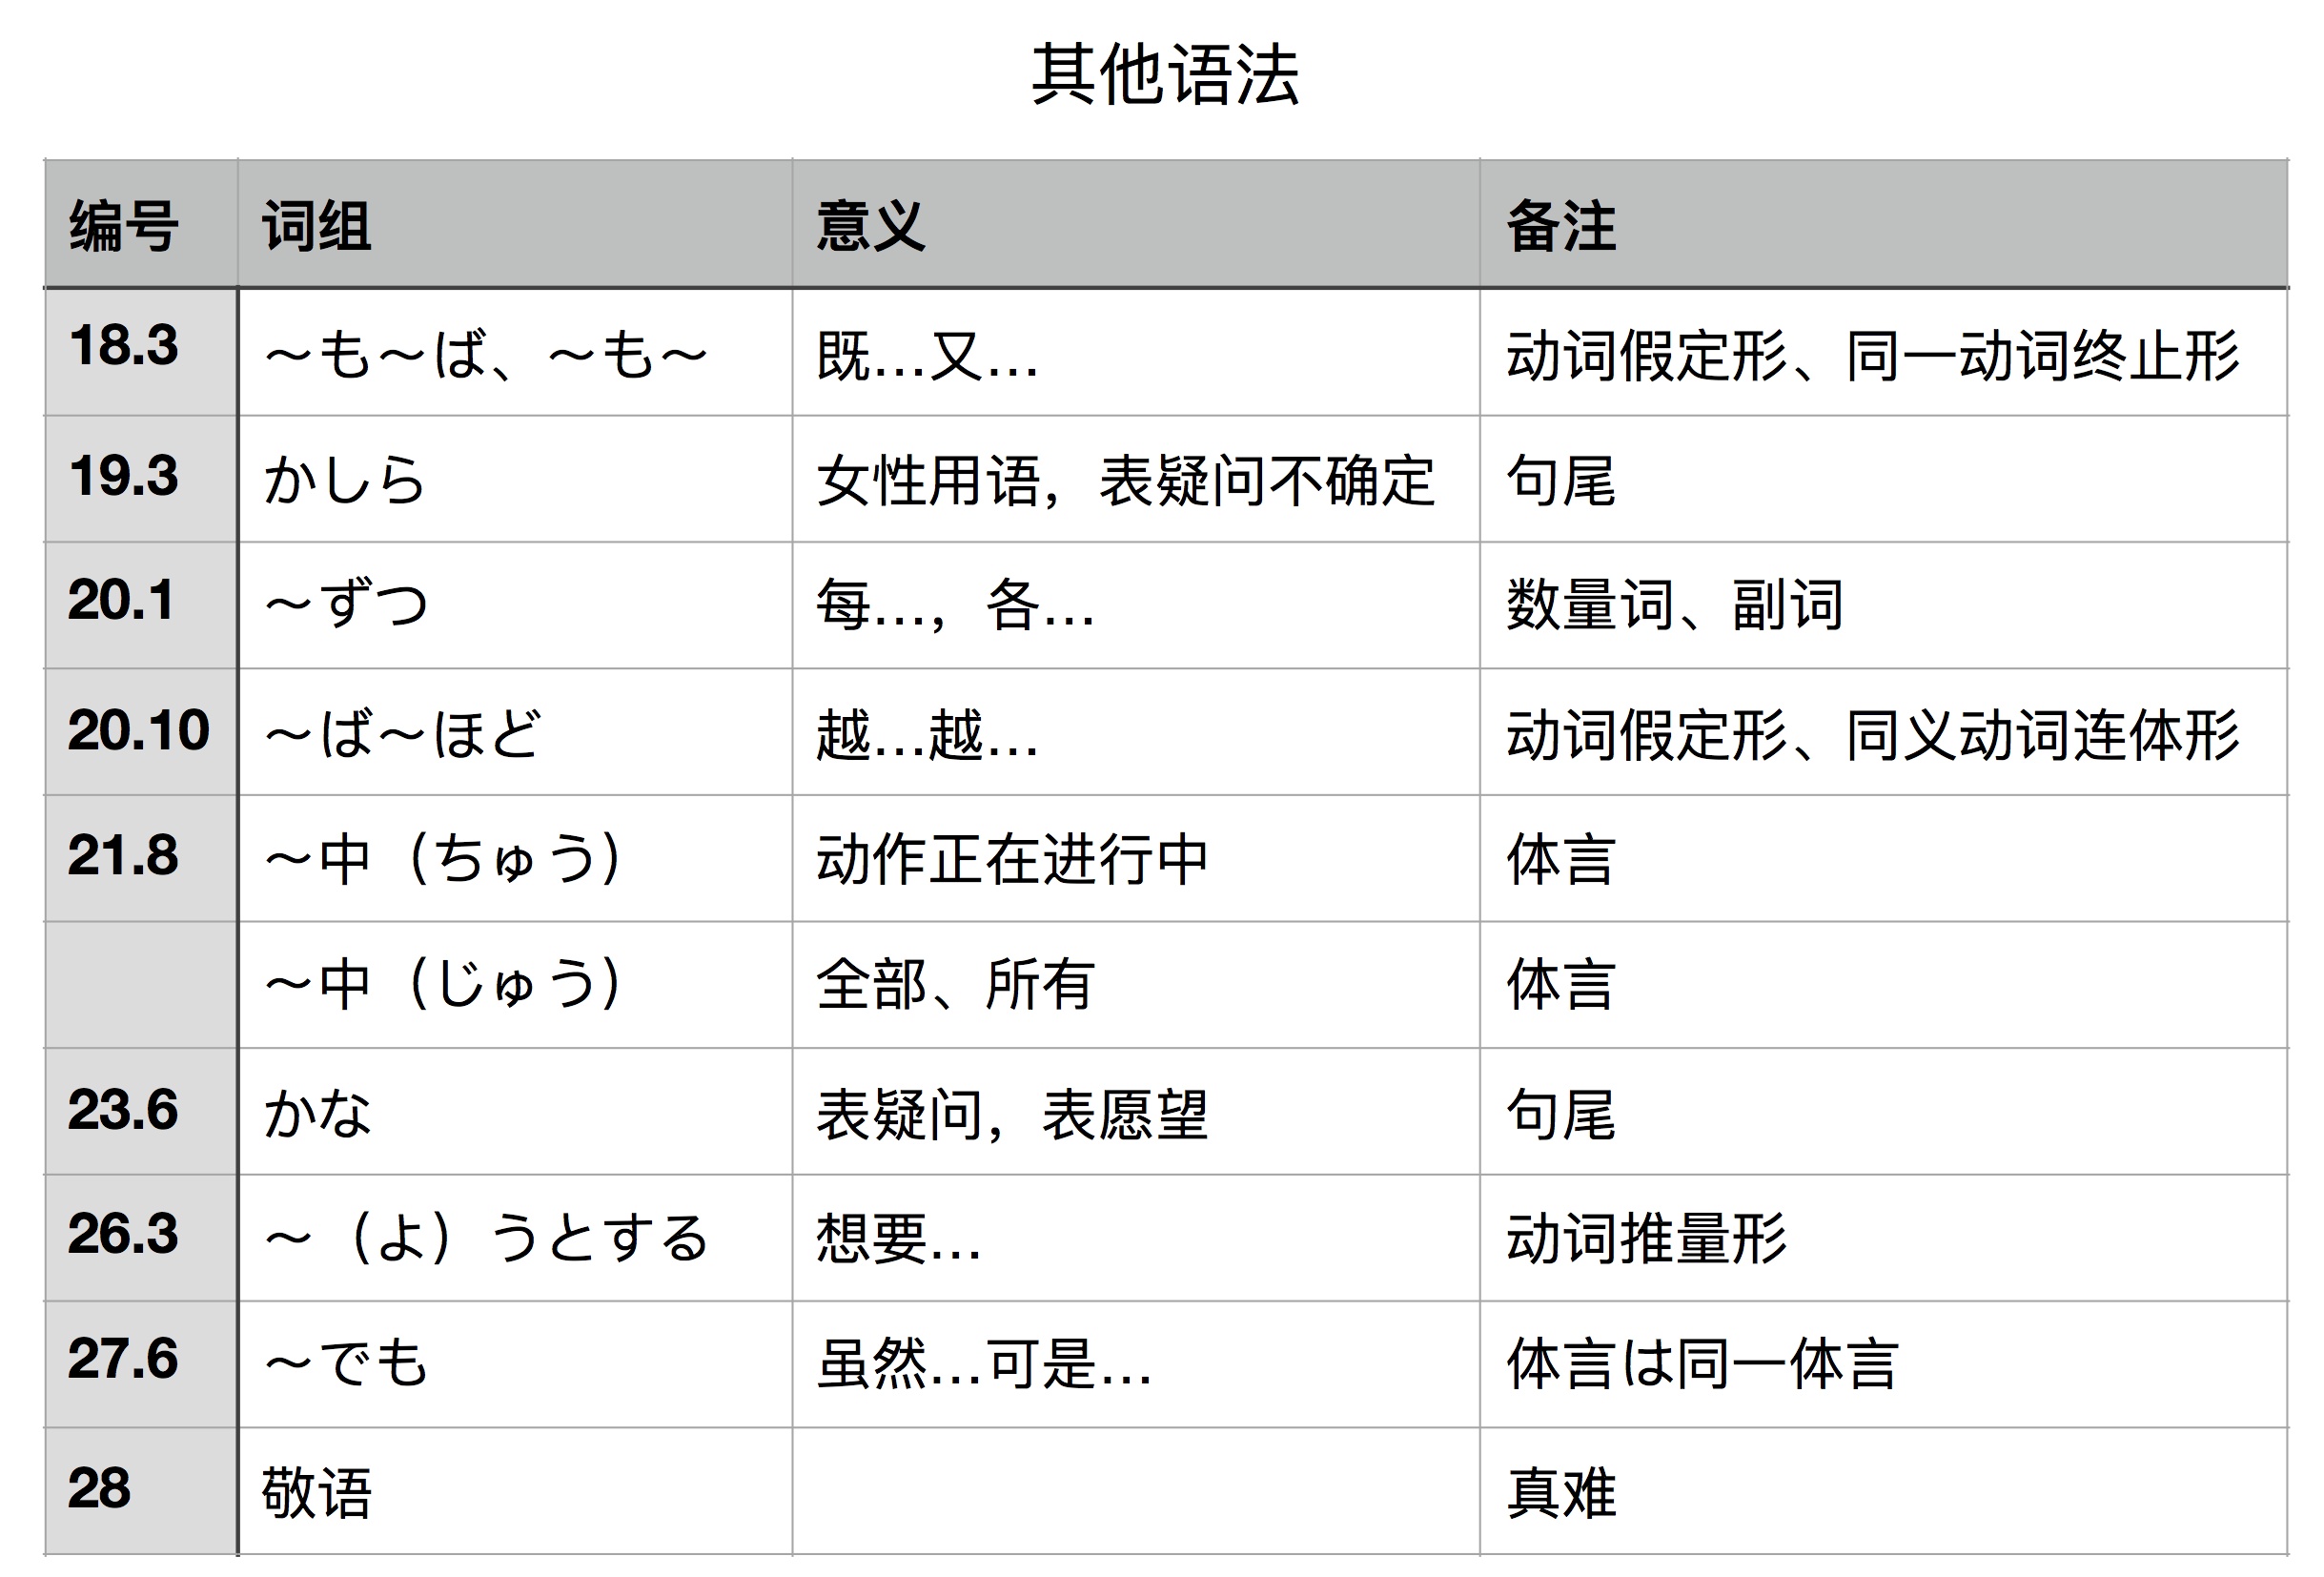 其他语法
编号 词组 意义 备注
18.3 ～も～ば、～も～ 既…又… 动词假定形、同一动词终止形
19.3 かしら 女性用语，表疑问不确定 句尾
20.1 ～ずつ 每…，各… 数量词、副词
20.10 ～ば～ほど 越…越… 动词假定形、同义动词连体形
21.8 ～中（ちゅう） 动作正在进行中 体言
～中（じゅう） 全部、所有 体言
23.6 かな 表疑问，表愿望 句尾
26.3 ～（よ）うとする 想要… 动词推量形
27.6 ～でも 虽然…可是… 体言は同一体言
28 敬语 真难